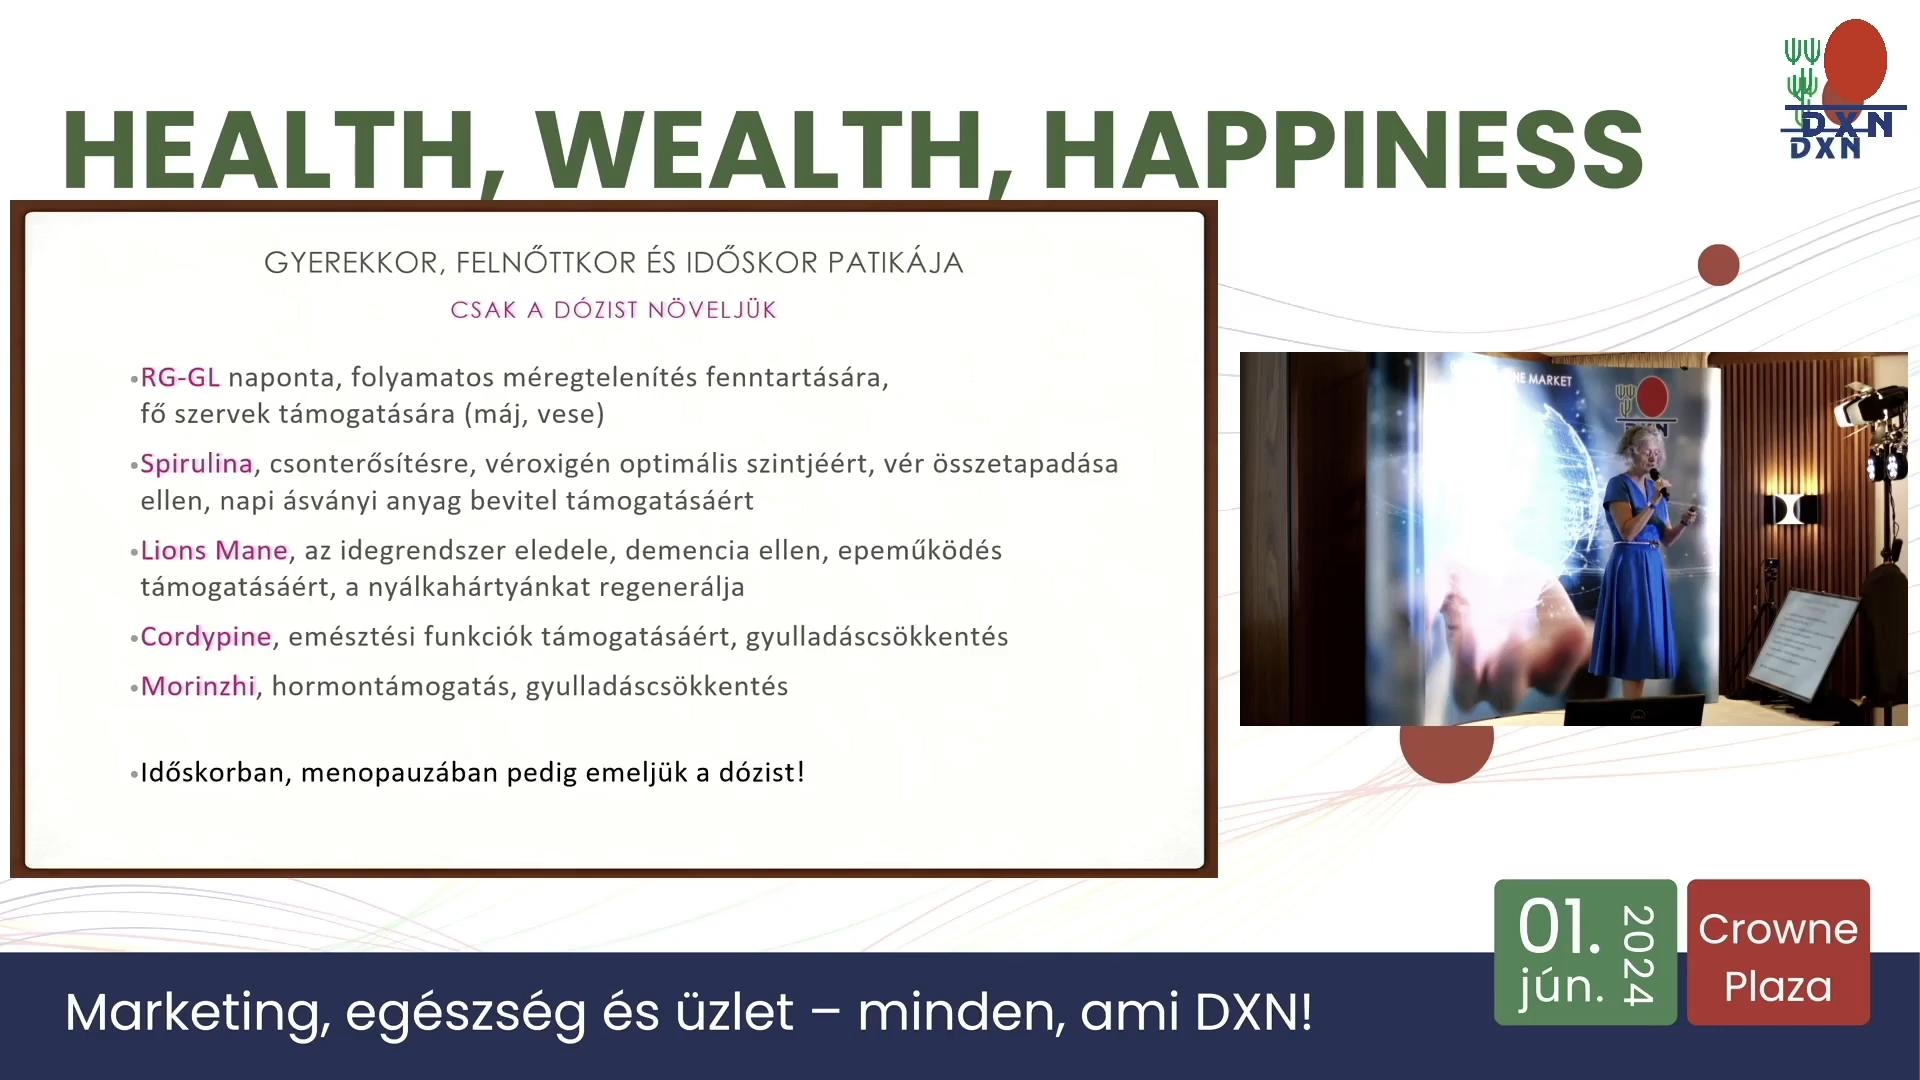 HEALTH, WEALTH, HAPPINESS
DXN
DXN
GYEREKKOR, FELNŐTTKOR ÉS IDŐSKOR PATIKÁJA
CSAK A DÓZIST NÖVELJÜK
•RG-GL naponta, folyamatos méregtelenítés fenntartására,
fő szervek támogatására (máj, vese)
•Spirulina, csonterősítésre, véroxigén optimális szintjéért, vér összetapadása
ellen, napi ásványi anyag bevitel támogatásáért
•Lions Mane, az idegrendszer eledele, demencia ellen, epeműködés
támogatásáért, a nyálkahártyánkat regenerálja
•Cordypine, emésztési funkciók támogatásáért, gyulladáscsökkentés
•Morinzhi, hormontámogatás, gyulladáscsökkentés
•Időskorban, menopauzában pedig emeljük a dózist!
MARKET
DXN
01.
jún.
2024
Crowne
Plaza
Marketing, egészség és üzlet – minden, ami DXN!